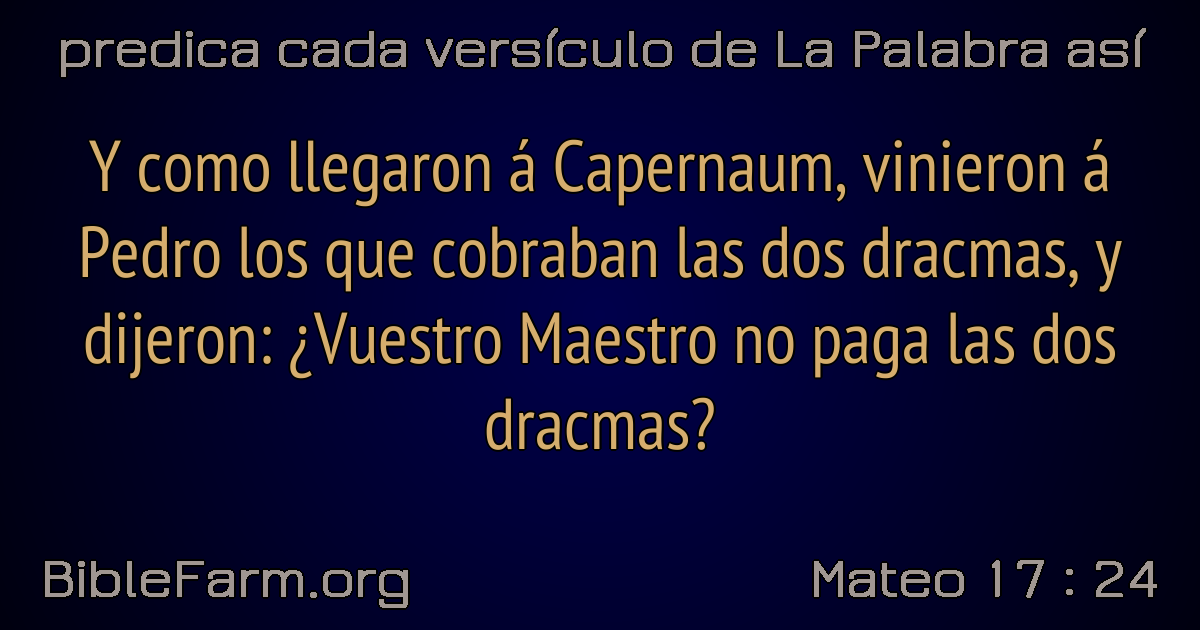 predica cada versículo de La Palabra así
Y como llegaron á Capernaum, vinieron á
Pedro los que cobraban las dos dracmas, y
dijeron: ¿Vuestro Maestro no paga las dos
dracmas?
BibleFarm.org
Mateo 17 : 24